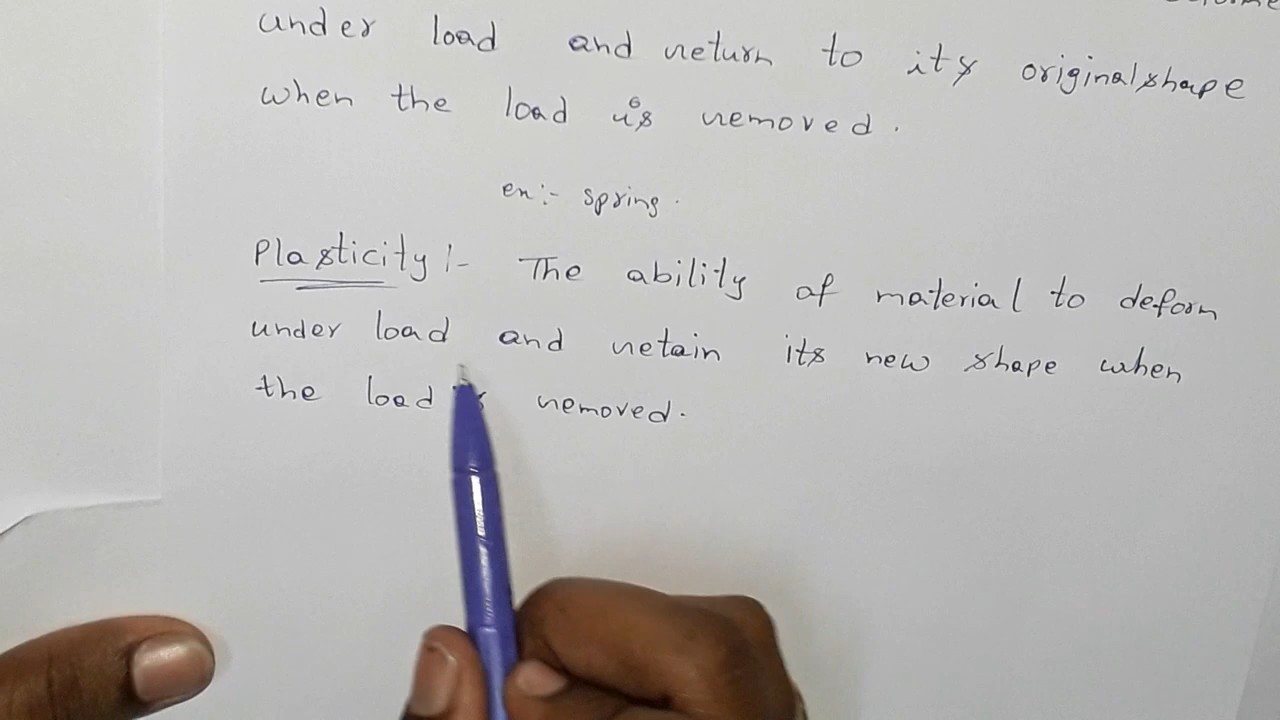 under load and return to its original shape
when the load is removed.
ex:- spring.
Plasticity :- The ability of material to deform
under load and retain its new shape when
the load removed.